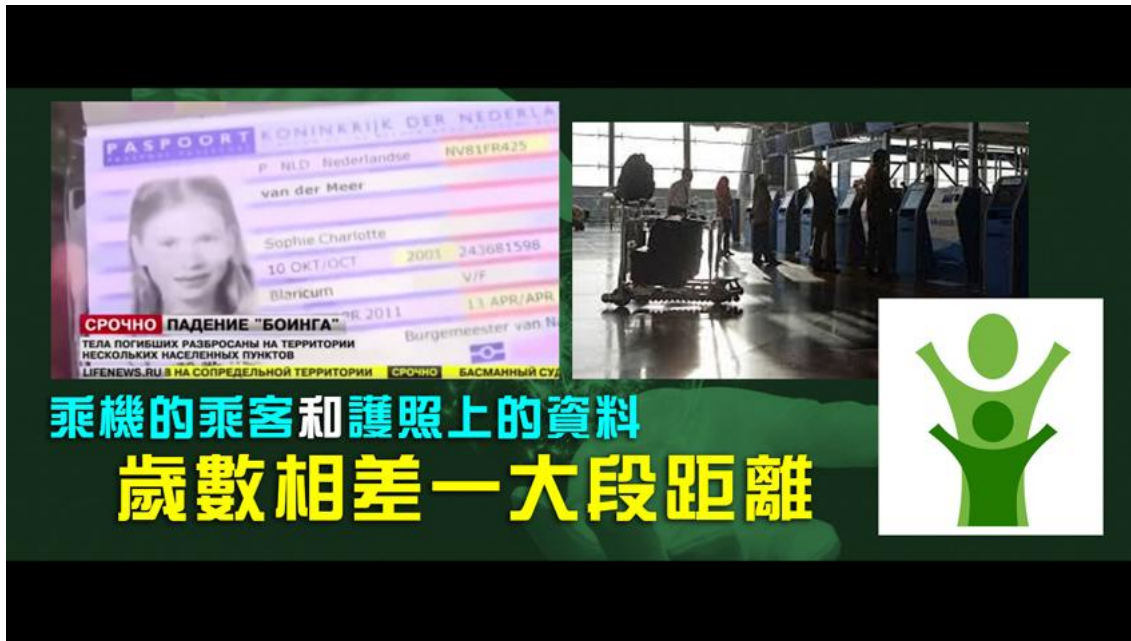 PASPOORT KONINKRIJK DER NEDERLA
P NLD Nederlandse NV81FR425
van der Meer
Sophie Charlotte
10 OKT/OCT 2001 243681598
Blaricum V/F
APR 2011 13 APR/APR
Burgemeester van
СРОЧНО ПАДЕНИЕ "БОИНГА"
ТЕЛА ПОГИБШИХ РАЗБРОСАНЫ НА ТЕРРИТОРИИ
НЕСКОЛЬКИХ НАСЕЛЕННЫХ ПУНКТОВ
LIFENEWS.RU НА СОПРЕДЕЛЬНОЙ ТЕРРИТОРИИ СРОЧНО БАСМАННЫЙ СУД
乘機的乘客和護照上的資料
歲數相差一大段距離